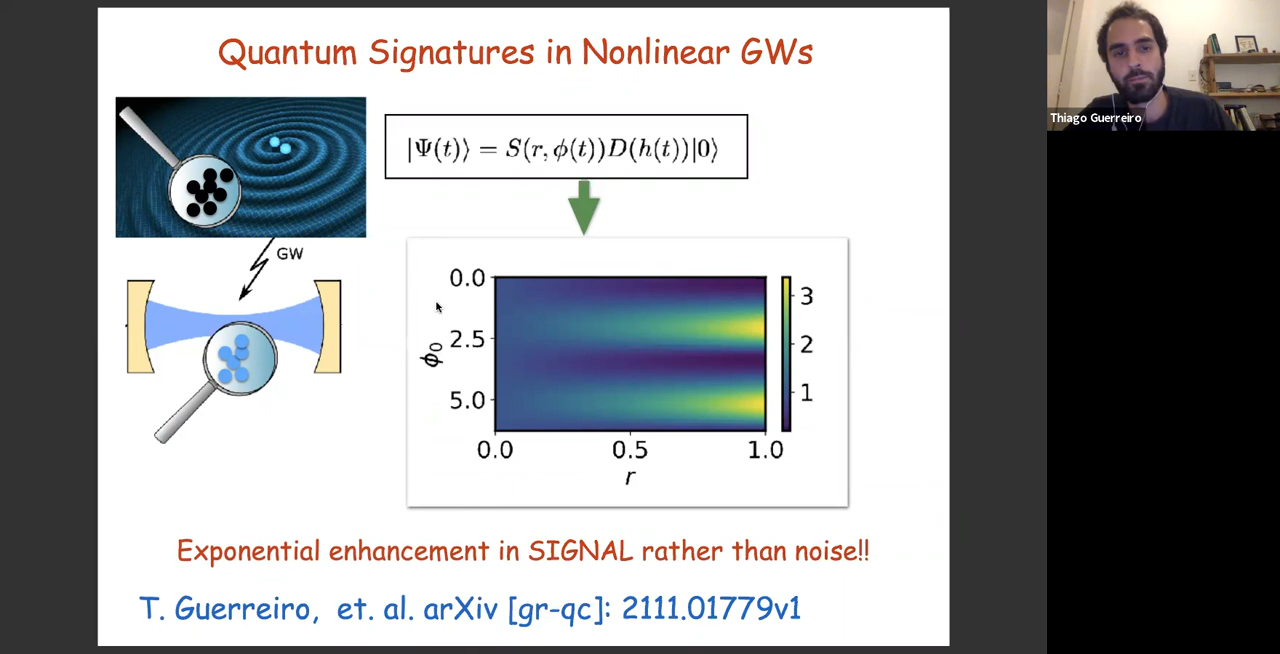 Quantum Signatures in Nonlinear GWs
|Ψ(t)⟩ = S(r, ϕ(t))D(h(t))|0⟩
GW
0.0
2.5
5.0
ϕ₀
0.0 0.5 1.0
r
3
2
1
Exponential enhancement in SIGNAL rather than noise!!
T. Guerreiro, et. al. arXiv [gr-qc]: 2111.01779v1
Thiago Guerreiro